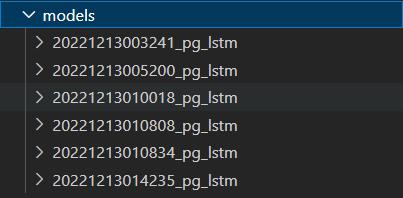 models
20221213003241_pg_lstm
20221213005200_pg_lstm
20221213010018_pg_lstm
20221213010808_pg_lstm
20221213010834_pg_lstm
20221213014235_pg_lstm